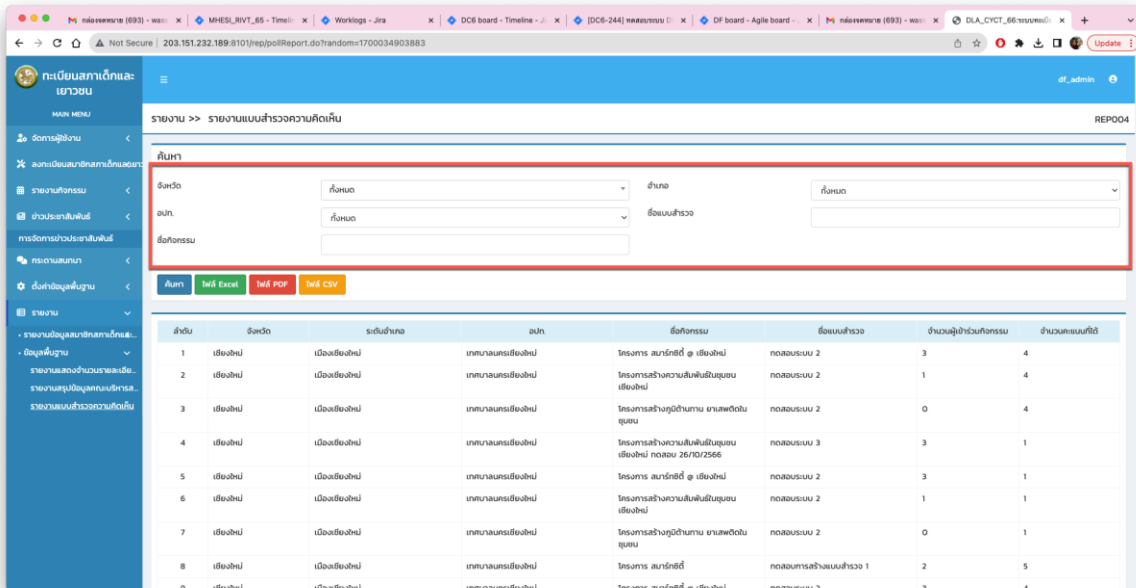 กล่องจดหมาย (693) - wass
MHESI_RIVT_65 - Timelin
Worklogs - Jira
DC6 board - Timeline - Ji
[DC6-244] ทดสอบระบบ D
DF board - Agile board -
กล่องจดหมาย (693) - wass
DLA_CYCT_66:ระบบทะเบี
Not Secure | 203.151.232.189:8101/rep/pollReport.do?random=1700034903883
Update
ทะเบียนสภาเด็กและ
เยาวชน
df_admin
MAIN MENU
รายงาน >> รายงานแบบสำรวจความคิดเห็น
REP004
จัดการผู้ใช้งาน
ลงทะเบียนสมาชิกสภาเด็กและเยาว
รายงานกิจกรรม
ข่าวประชาสัมพันธ์
การจัดการข่าวประชาสัมพันธ์
กระดานสนทนา
ตั้งค่าข้อมูลพื้นฐาน
รายงาน
• รายงานข้อมูลสมาชิกสภาเด็กและ...
• ข้อมูลพื้นฐาน
รายงานแสดงจำนวนรายละเอีย...
รายงานสรุปข้อมูลคณะบริหารส...
รายงานแบบสำรวจความคิดเห็น
ค้นหา
จังหวัด ทั้งหมด อำเภอ ทั้งหมด
อปท. ทั้งหมด ชื่อแบบสำรวจ
ชื่อกิจกรรม
ค้นหา ไฟล์ Excel ไฟล์ PDF ไฟล์ CSV
ลำดับ จังหวัด ระดับอำเภอ อปท. ชื่อกิจกรรม ชื่อแบบสำรวจ จำนวนผู้เข้าร่วมกิจกรรม จำนวนคะแนนที่ได้
1 เชียงใหม่ เมืองเชียงใหม่ เทศบาลนครเชียงใหม่ โครงการ สมาร์ทซิตี้ @ เชียงใหม่ ทดสอบระบบ 2 3 4
2 เชียงใหม่ เมืองเชียงใหม่ เทศบาลนครเชียงใหม่ โครงการสร้างความสัมพันธ์ในชุมชน ทดสอบระบบ 2 1 4
เชียงใหม่
3 เชียงใหม่ เมืองเชียงใหม่ เทศบาลนครเชียงใหม่ โครงการสร้างภูมิต้านทาน ยาเสพติดใน ทดสอบระบบ 2 0 4
ชุมชน
4 เชียงใหม่ เมืองเชียงใหม่ เทศบาลนครเชียงใหม่ โครงการสร้างความสัมพันธ์ในชุมชน ทดสอบระบบ 3 3 1
เชียงใหม่ ทดสอบ 26/10/2566
5 เชียงใหม่ เมืองเชียงใหม่ เทศบาลนครเชียงใหม่ โครงการ สมาร์ทซิตี้ @ เชียงใหม่ ทดสอบระบบ 2 3 1
6 เชียงใหม่ เมืองเชียงใหม่ เทศบาลนครเชียงใหม่ โครงการสร้างความสัมพันธ์ในชุมชน ทดสอบระบบ 2 1 1
เชียงใหม่
7 เชียงใหม่ เมืองเชียงใหม่ เทศบาลนครเชียงใหม่ โครงการสร้างภูมิต้านทาน ยาเสพติดใน ทดสอบระบบ 2 0 1
ชุมชน
8 เชียงใหม่ เมืองเชียงใหม่ เทศบาลนครเชียงใหม่ โครงการ สมาร์ทซิตี้ ทดสอบการสร้างแบบสำรวจ 1 2 5